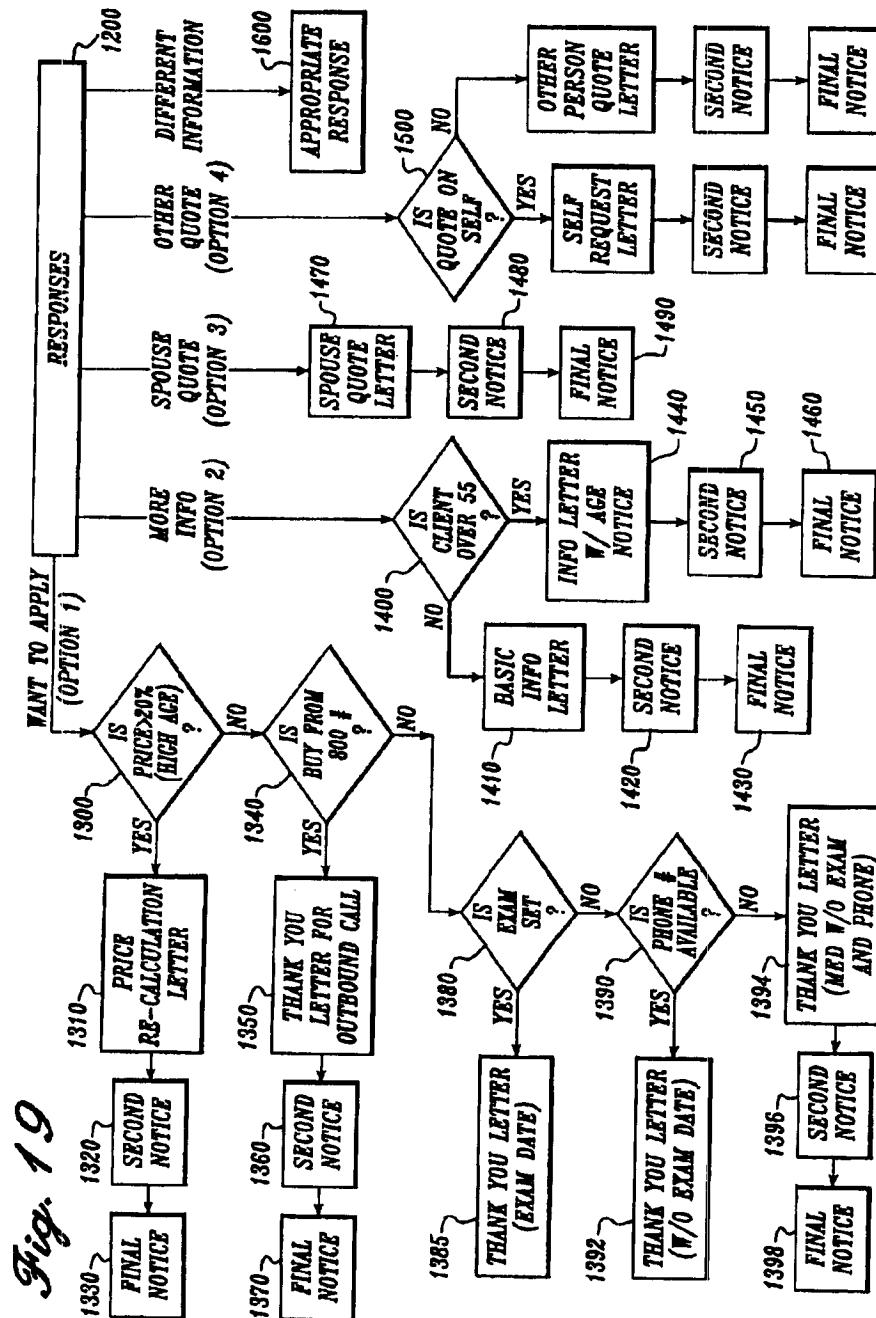 Fig. 19
RESPONSES
1200
WANT TO APPLY
(OPTION 1)
MORE
INFO
(OPTION 2)
SPOUSE
QUOTE
(OPTION 3)
OTHER
QUOTE
(OPTION 4)
DIFFERENT
INFORMATION
1600
APPROPRIATE
RESPONSE
IS
PRICE>20%
(HIGH AGE)
?
1300
YES
NO
PRICE
RE-CALCULATION
LETTER
1310
SECOND
NOTICE
1320
FINAL
NOTICE
1330
IS
BUY FROM
800 #
?
1340
YES
NO
THANK YOU
LETTER FOR
OUTBOUND CALL
1350
SECOND
NOTICE
1360
FINAL
NOTICE
1370
IS
EXAM
SET
?
1380
YES
NO
THANK YOU LETTER
(EXAM DATE)
1385
IS
PHONE #
AVAILABLE
?
1390
YES
NO
THANK YOU LETTER
(W/O EXAM DATE)
1392
THANK YOU LETTER
(MED W/O EXAM
AND PHONE)
1394
SECOND
NOTICE
1396
FINAL
NOTICE
1398
IS
CLIENT
OVER 55
?
1400
NO
YES
BASIC
INFO
LETTER
1410
SECOND
NOTICE
1420
FINAL
NOTICE
1430
INFO LETTER
W/ AGE
NOTICE
1440
SECOND
NOTICE
1450
FINAL
NOTICE
1460
SPOUSE
QUOTE
LETTER
1470
SECOND
NOTICE
1480
FINAL
NOTICE
1490
IS
QUOTE ON
SELF
?
1500
YES
NO
SELF
REQUEST
LETTER
SECOND
NOTICE
FINAL
NOTICE
OTHER
PERSON
QUOTE
LETTER
SECOND
NOTICE
FINAL
NOTICE